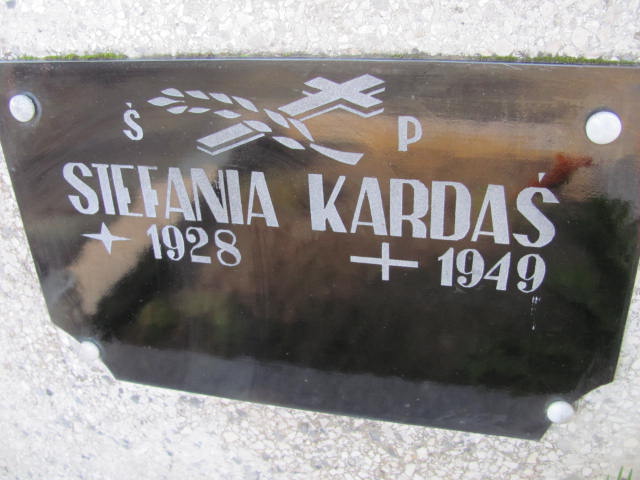 Ś P
STEFANIA KARDAŚ
1928 1949